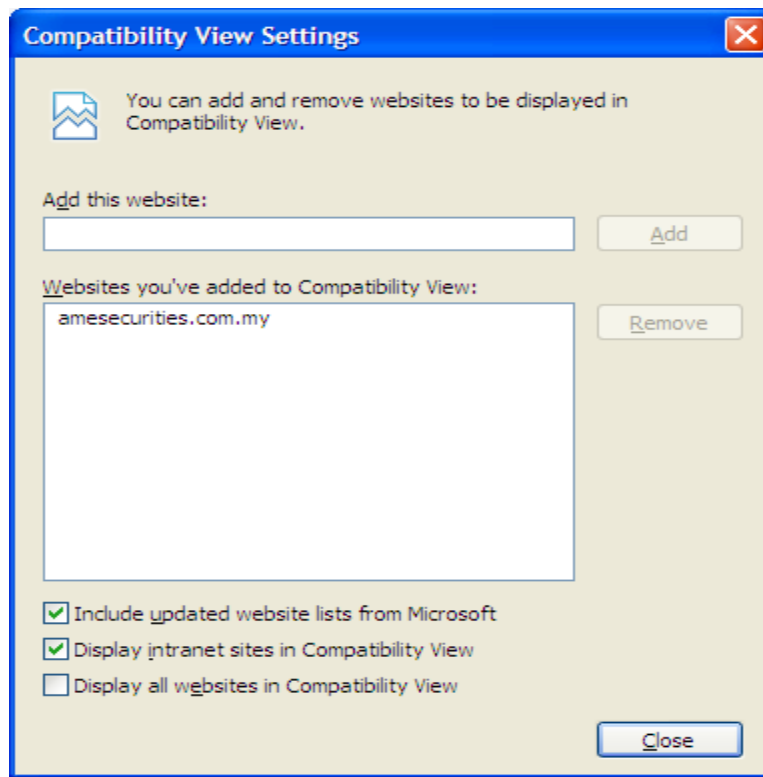 Compatibility View Settings
You can add and remove websites to be displayed in
Compatibility View.
Add this website:
Add
Websites you've added to Compatibility View:
amesecurities.com.my
Remove
Include updated website lists from Microsoft
Display intranet sites in Compatibility View
Display all websites in Compatibility View
Close